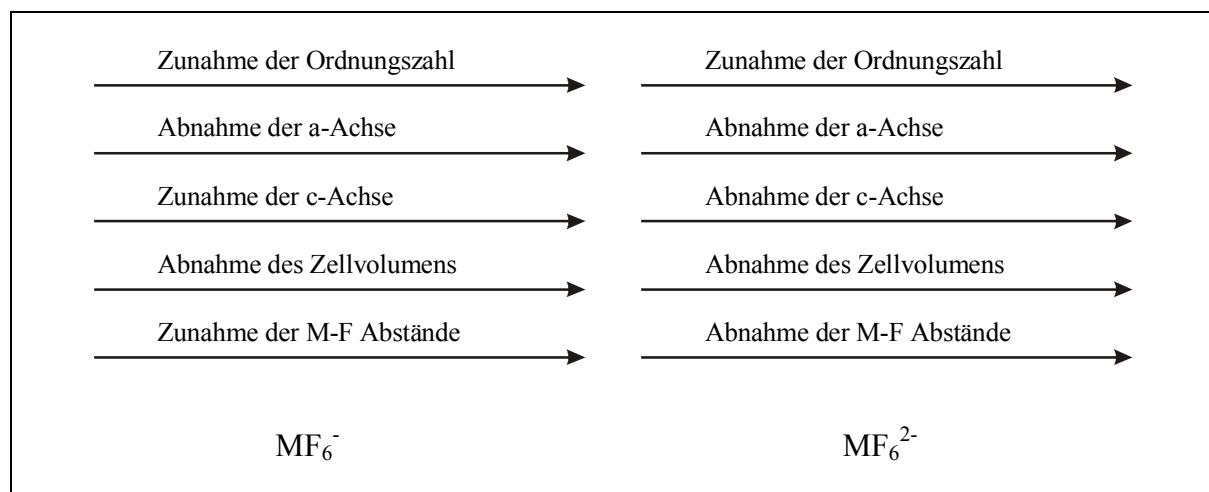 Zunahme der Ordnungszahl
Abnahme der a-Achse
Zunahme der c-Achse
Abnahme des Zellvolumens
Zunahme der M-F Abstände
MF₆⁻
Zunahme der Ordnungszahl
Abnahme der a-Achse
Abnahme der c-Achse
Abnahme des Zellvolumens
Abnahme der M-F Abstände
MF₆²⁻